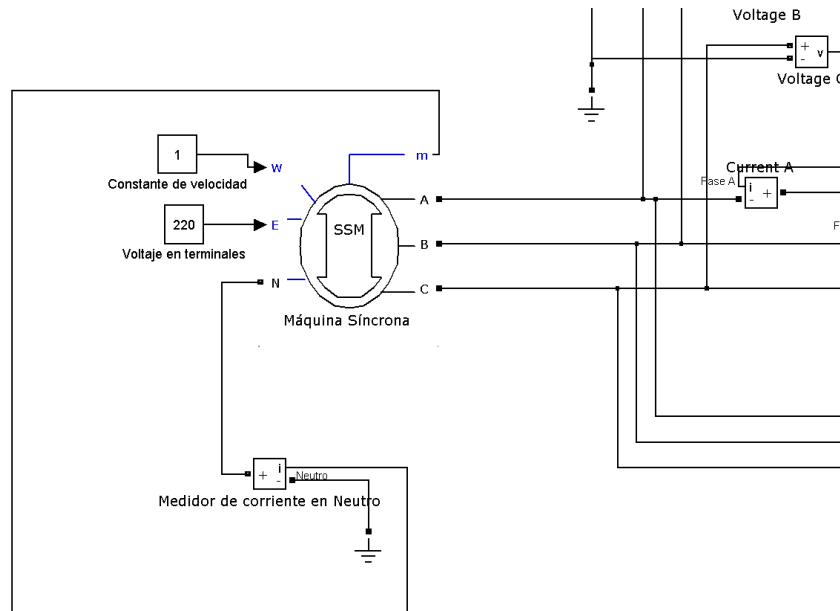 Voltage B
+
-
v
Voltage
1
W
m
Constante de velocidad
Current A
Fase A
i
+
-
A
220
E
SSM
B
F
Voltaje en terminales
N
C
Máquina Síncrona
+
i
-
Neutro
Medidor de corriente en Neutro